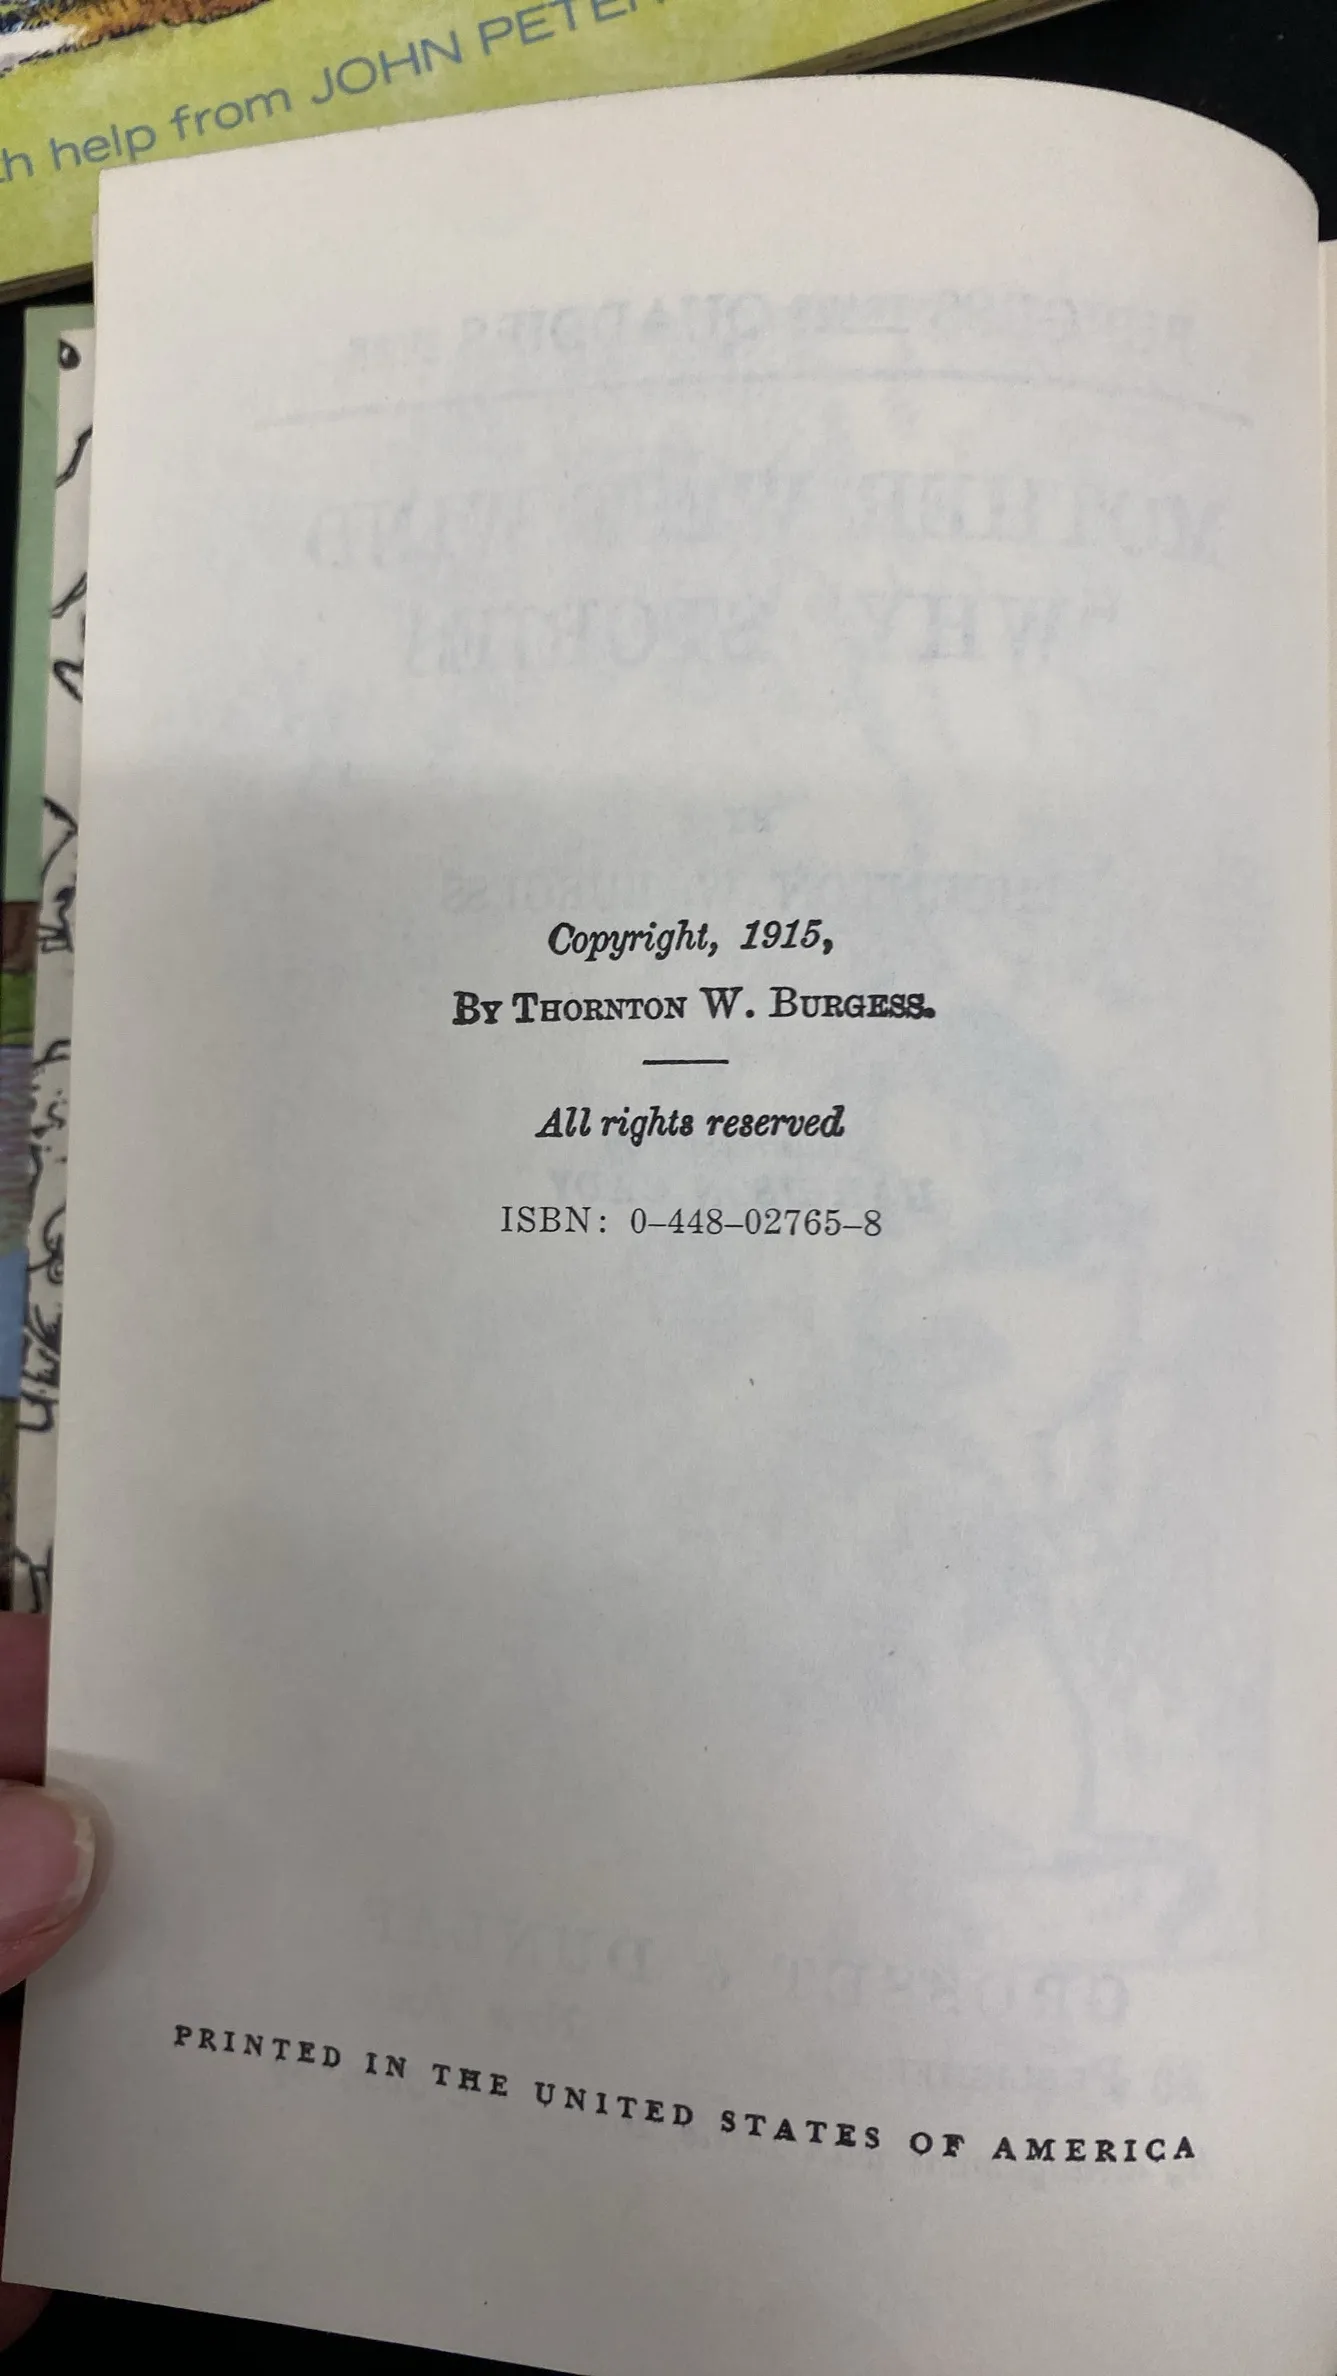 help from JOHN PETER
Copyright, 1915,
By Thornton W. Burgess.
All rights reserved
ISBN: 0–448–02765–8
PRINTED IN THE UNITED STATES OF AMERICA